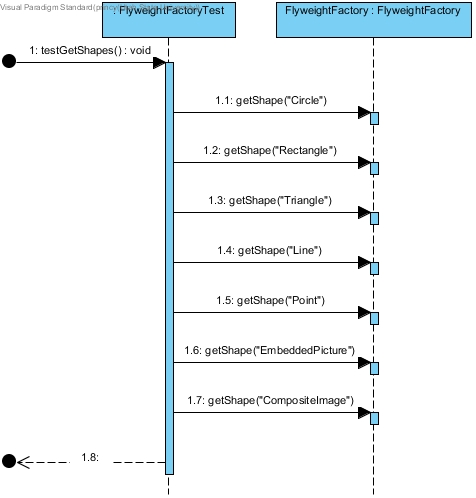 Visual Paradigm Standard(
: FlyweightFactoryTest
FlyweightFactory : FlyweightFactory
1: testGetShapes() : void
1.1: getShape("Circle")
1.2: getShape("Rectangle")
1.3: getShape("Triangle")
1.4: getShape("Line")
1.5: getShape("Point")
1.6: getShape("EmbeddedPicture")
1.7: getShape("CompositeImage")
1.8: